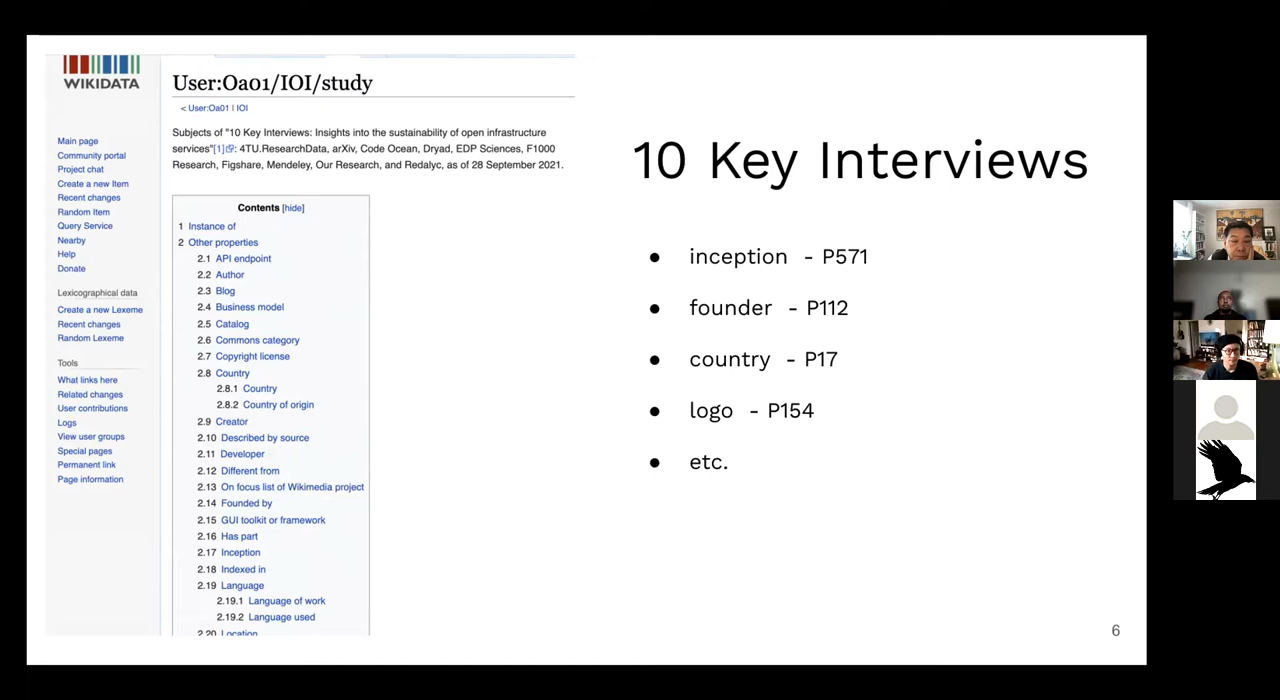 WIKIDATA
Main page
Community portal
Project chat
Create a new Item
Recent changes
Random Item
Query Service
Nearby
Help
Donate
Lexicographical data
Create a new Lexeme
Recent changes
Random Lexeme
Tools
What links here
Related changes
User contributions
Logs
View user groups
Special pages
Permanent link
Page information
User:Oa01/IOI/study
< User:Oa01 | IOI
Subjects of "10 Key Interviews: Insights into the sustainability of open infrastructure
services"[1]: 4TU.ResearchData, arXiv, Code Ocean, Dryad, EDP Sciences, F1000
Research, Figshare, Mendeley, Our Research, and Redalyc, as of 28 September 2021.
Contents [hide]
1 Instance of
2 Other properties
2.1 API endpoint
2.2 Author
2.3 Blog
2.4 Business model
2.5 Catalog
2.6 Commons category
2.7 Copyright license
2.8 Country
2.8.1 Country
2.8.2 Country of origin
2.9 Creator
2.10 Described by source
2.11 Developer
2.12 Different from
2.13 On focus list of Wikimedia project
2.14 Founded by
2.15 GUI toolkit or framework
2.16 Has part
2.17 Inception
2.18 Indexed in
2.19 Language
2.19.1 Language of work
2.19.2 Language used
2.20 Location
10 Key Interviews
● inception - P571
● founder - P112
● country - P17
● logo - P154
● etc.
6